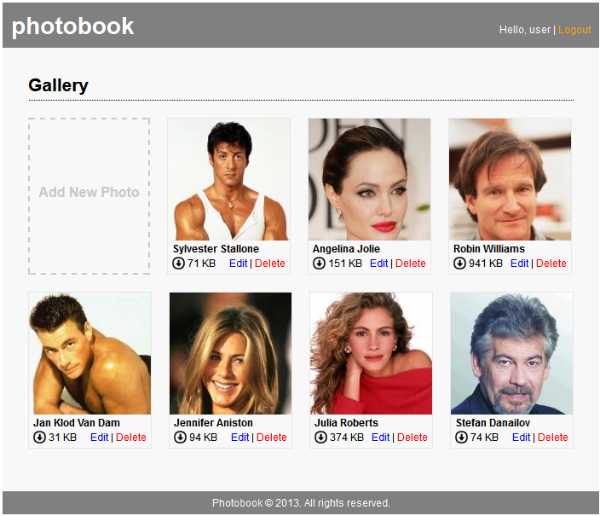 photobook
Hello, user | Logout
Gallery
Add New Photo
Sylvester Stallone
71 KB Edit | Delete
Angelina Jolie
151 KB Edit | Delete
Robin Williams
941 KB Edit | Delete
Jan Klod Van Dam
31 KB Edit | Delete
Jennifer Aniston
94 KB Edit | Delete
Julia Roberts
374 KB Edit | Delete
Stefan Danailov
74 KB Edit | Delete
Photobook © 2013. All rights reserved.